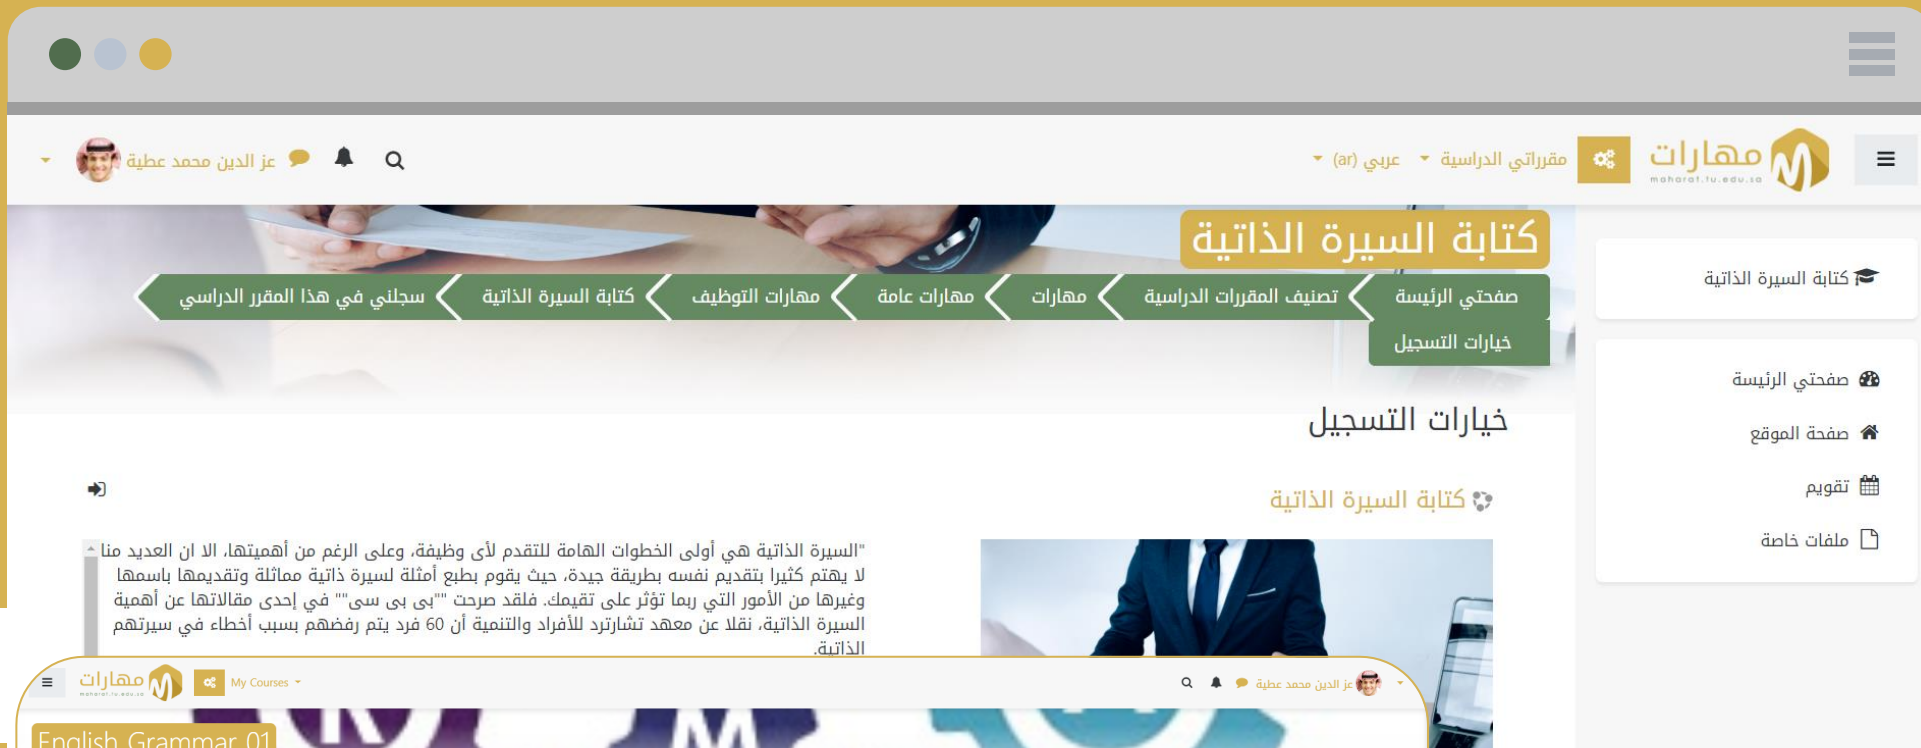 مهارات
maharat.tu.edu.sa
مقرراتي الدراسية
عربي (ar)
عز الدين محمد عطية
كتابة السيرة الذاتية
صفحتي الرئيسة
تصنيف المقررات الدراسية
مهارات
مهارات عامة
مهارات التوظيف
كتابة السيرة الذاتية
سجلني في هذا المقرر الدراسي
خيارات التسجيل
كتابة السيرة الذاتية
صفحتي الرئيسة
صفحة الموقع
تقويم
ملفات خاصة
خيارات التسجيل
كتابة السيرة الذاتية
"السيرة الذاتية هي أولى الخطوات الهامة للتقدم لأى وظيفة، وعلى الرغم من أهميتها، الا ان العديد منا
لا يهتم كثيرا بتقديم نفسه بطريقة جيدة، حيث يقوم بطبع أمثلة لسيرة ذاتية مماثلة وتقديمها باسمها
وغيرها من الأمور التي ربما تؤثر على تقيمك. فلقد صرحت ""بى بى سى"" في إحدى مقالاتها عن أهمية
السيرة الذاتية، نقلا عن معهد تشارترد للأفراد والتنمية أن 60 فرد يتم رفضهم بسبب أخطاء في سيرتهم
الذاتية.
مهارات
maharat.tu.edu.sa
My Courses
عز الدين محمد عطية
English Grammar 01